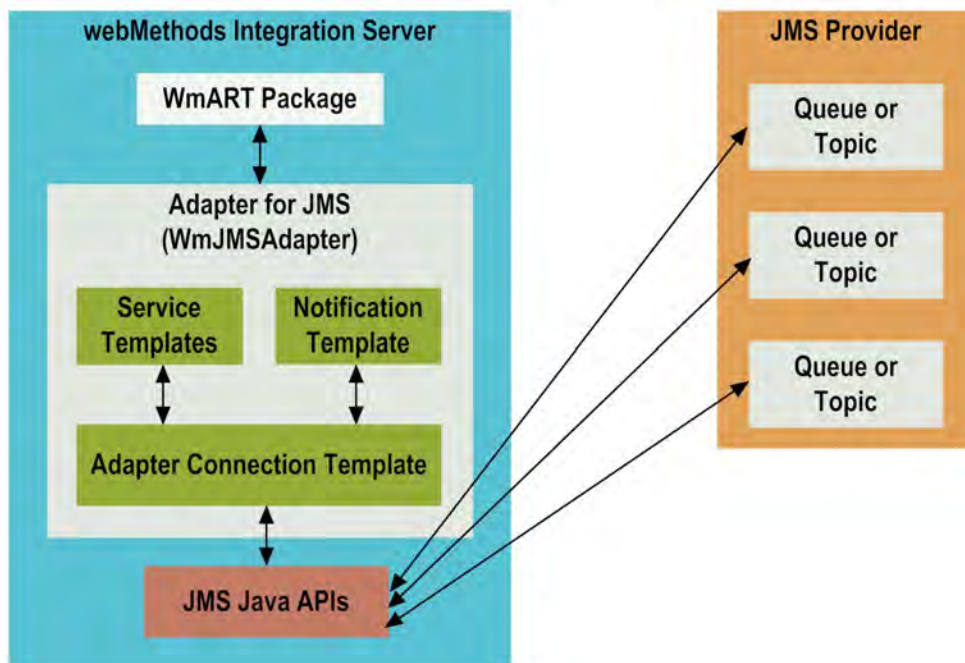 webMethods Integration Server
WmART Package
Adapter for JMS
(WmJMSAdapter)
Service
Templates
Notification
Template
Adapter Connection Template
JMS Java APIs
JMS Provider
Queue or
Topic
Queue or
Topic
Queue or
Topic